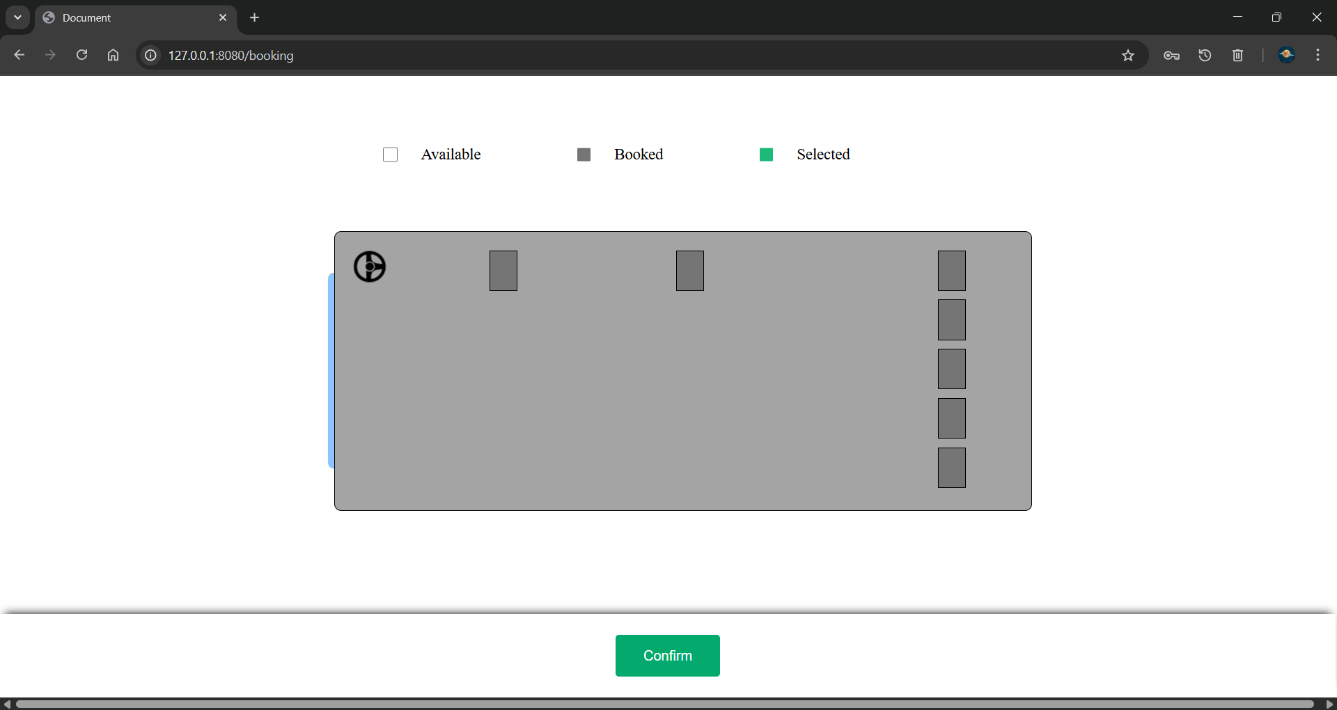 Document
127.0.0.1:8080/booking
Available Booked Selected
Confirm